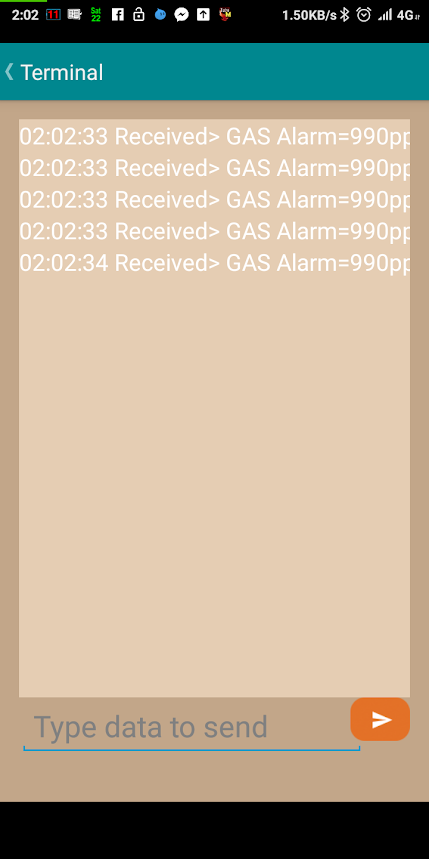 2:02 11 Sat 22 1.50KB/s 4G
Terminal
02:02:33 Received> GAS Alarm=990pp
02:02:33 Received> GAS Alarm=990pp
02:02:33 Received> GAS Alarm=990pp
02:02:33 Received> GAS Alarm=990pp
02:02:34 Received> GAS Alarm=990pp
Type data to send